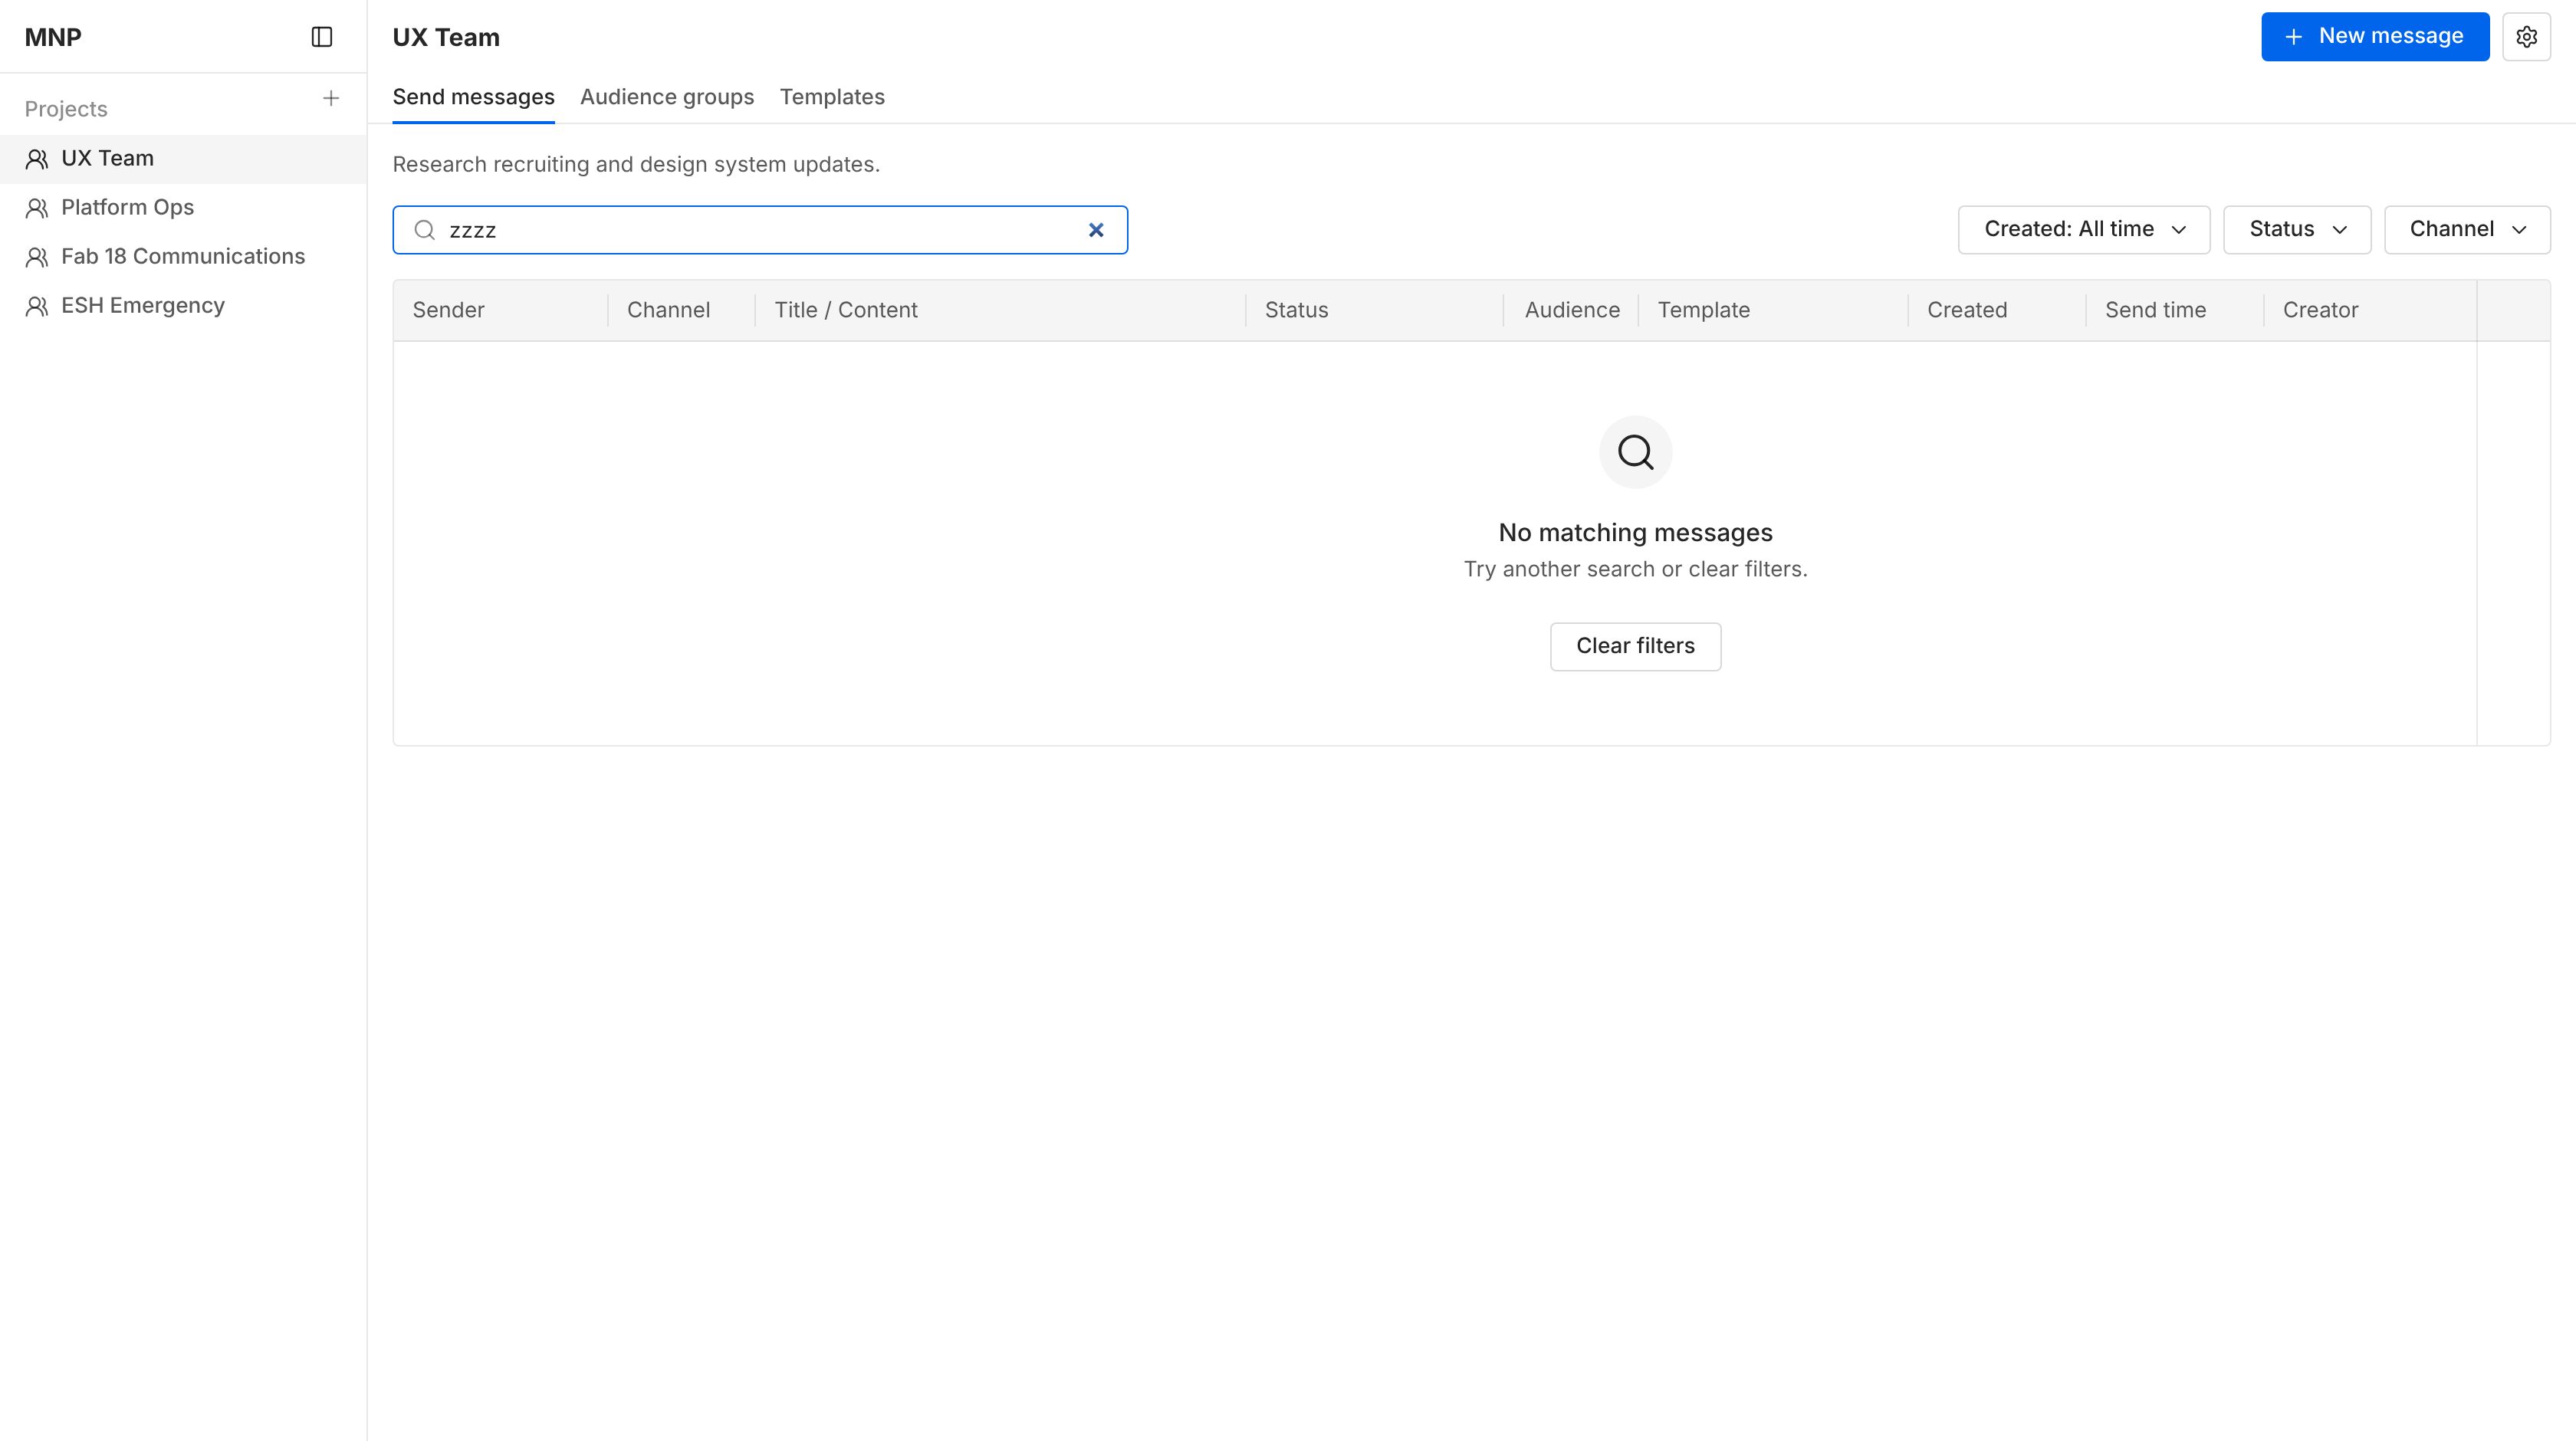 MNP
UX Team
New message
Send messages Audience groups Templates
Projects
UX Team
Platform Ops
Fab 18 Communications
ESH Emergency
Research recruiting and design system updates.
zzzz
Created: All time Status Channel
Sender Channel Title / Content Status Audience Template Created Send time Creator
No matching messages
Try another search or clear filters.
Clear filters